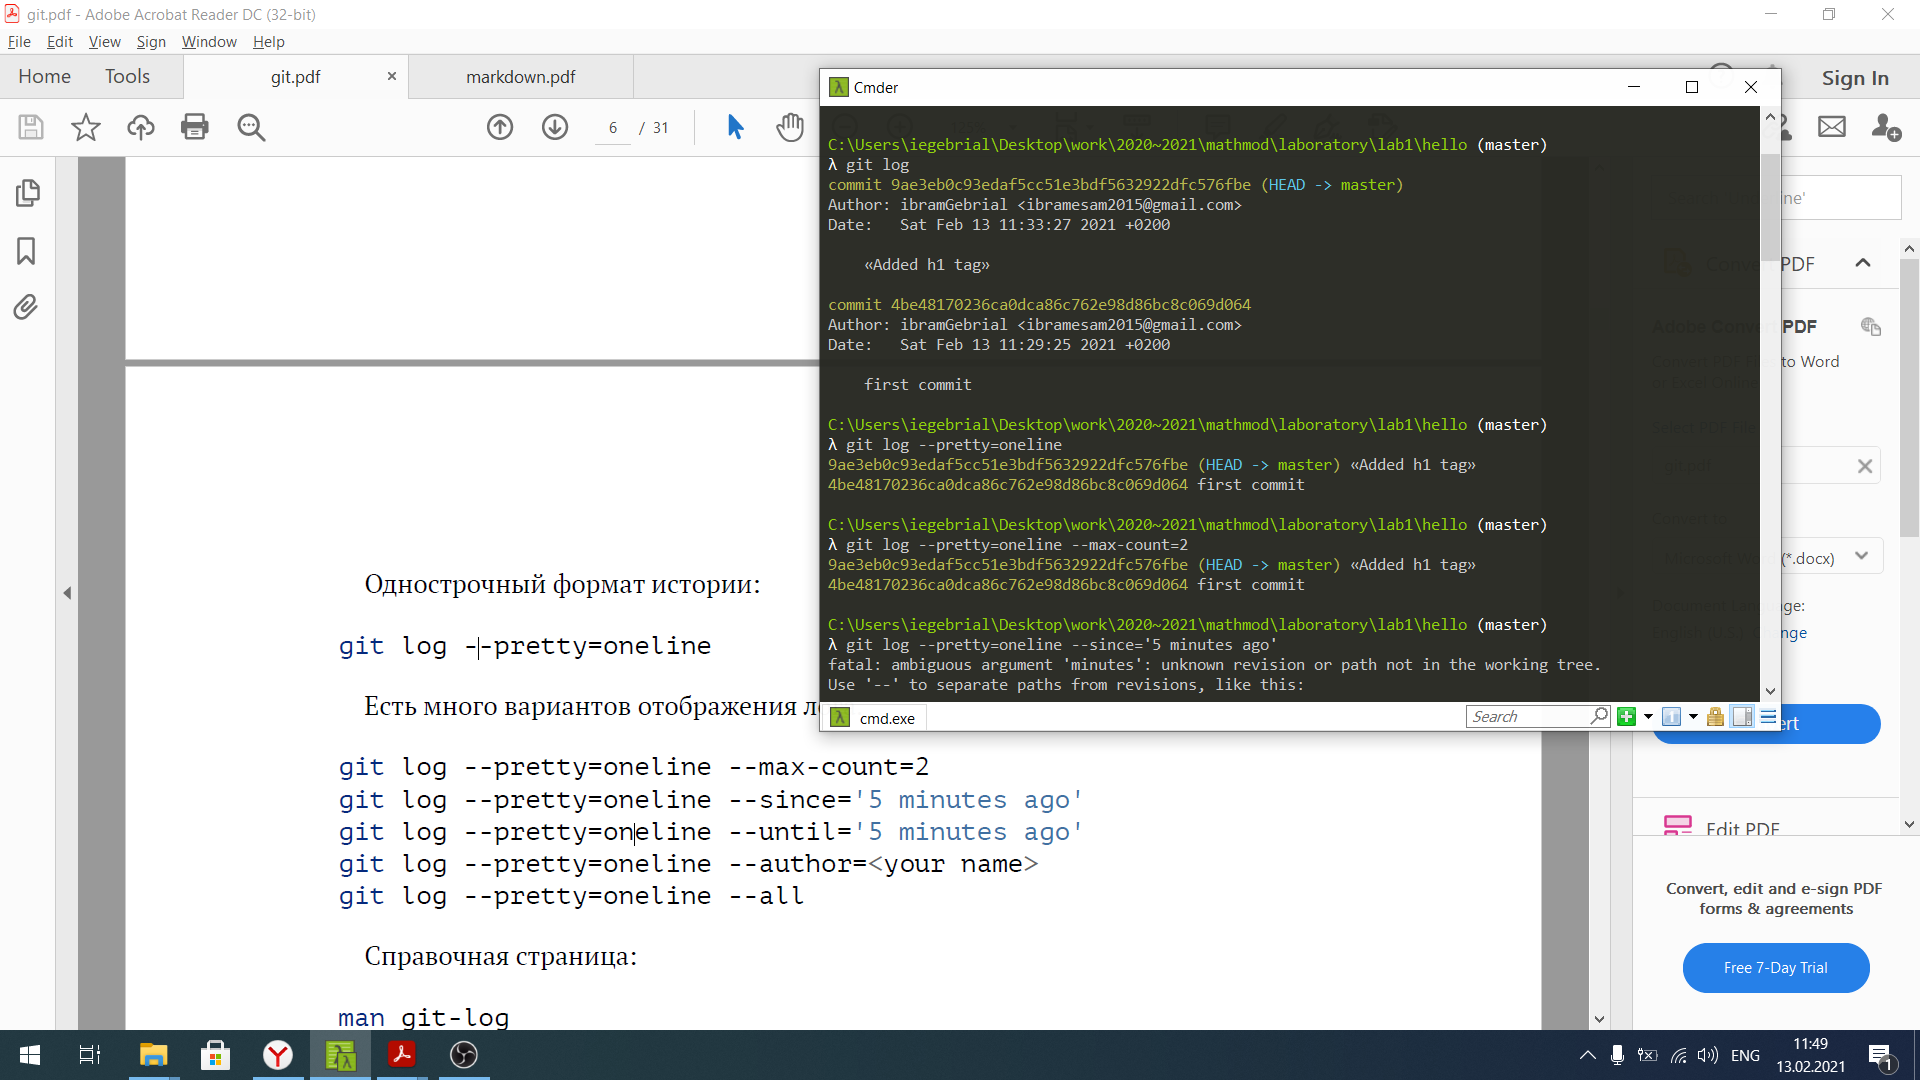 git.pdf - Adobe Acrobat Reader DC (32-bit)
File Edit View Sign Window Help
Home Tools git.pdf × markdown.pdf Sign In
6 / 31
Однострочный формат истории:
git log --pretty=oneline
Есть много вариантов отображения
git log --pretty=oneline --max-count=2
git log --pretty=oneline --since='5 minutes ago'
git log --pretty=oneline --until='5 minutes ago'
git log --pretty=oneline --author=<your name>
git log --pretty=oneline --all
Справочная страница:
man git-log
Cmder
C:\Users\iegebrial\Desktop\work\2020~2021\mathmod\laboratory\lab1\hello (master)
λ git log
commit 9ae3eb0c93edaf5cc51e3bdf5632922dfc576fbe (HEAD -> master)
Author: ibramGebrial <ibramesam2015@gmail.com>
Date:   Sat Feb 13 11:33:27 2021 +0200
«Added h1 tag»
commit 4be48170236ca0dca86c762e98d86bc8c069d064
Author: ibramGebrial <ibramesam2015@gmail.com>
Date:   Sat Feb 13 11:29:25 2021 +0200
first commit
C:\Users\iegebrial\Desktop\work\2020~2021\mathmod\laboratory\lab1\hello (master)
λ git log --pretty=oneline
9ae3eb0c93edaf5cc51e3bdf5632922dfc576fbe (HEAD -> master) «Added h1 tag»
4be48170236ca0dca86c762e98d86bc8c069d064 first commit
C:\Users\iegebrial\Desktop\work\2020~2021\mathmod\laboratory\lab1\hello (master)
λ git log --pretty=oneline --max-count=2
9ae3eb0c93edaf5cc51e3bdf5632922dfc576fbe (HEAD -> master) «Added h1 tag»
4be48170236ca0dca86c762e98d86bc8c069d064 first commit
C:\Users\iegebrial\Desktop\work\2020~2021\mathmod\laboratory\lab1\hello (master)
λ git log --pretty=oneline --since='5 minutes ago'
fatal: ambiguous argument 'minutes': unknown revision or path not in the working tree.
Use '--' to separate paths from revisions, like this:
λ cmd.exe
Search
PDF
Adobe Convert PDF
to Word
(*.docx)
Edit PDF
Convert, edit and e-sign PDF
forms & agreements
Free 7-Day Trial
ENG
11:49
13.02.2021
1